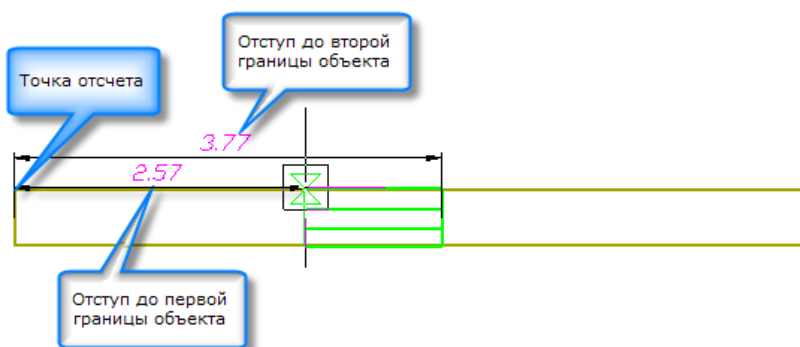 Отступ до второй
границы объекта
Точка отсчета
3.77
2.57
Отступ до первой
границы объекта